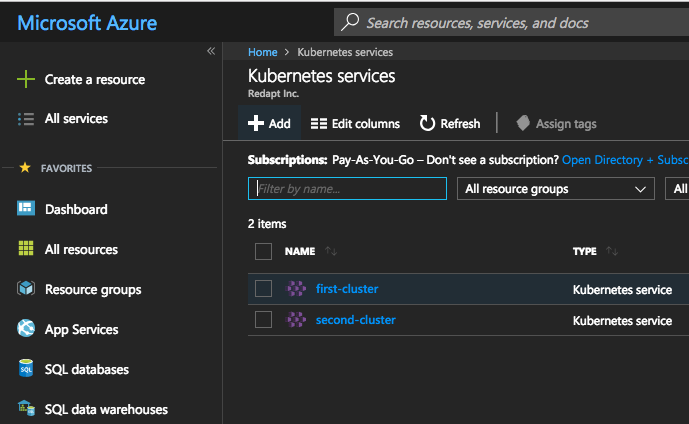 Microsoft Azure
Search resources, services, and docs
«
Create a resource
All services
FAVORITES
Dashboard
All resources
Resource groups
App Services
SQL databases
SQL data warehouses
Home > Kubernetes services
Kubernetes services
Redapt Inc.
Add Edit columns Refresh Assign tags
Subscriptions: Pay-As-You-Go – Don't see a subscription? Open Directory + Subsc
Filter by name... All resource groups All
2 items
NAME TYPE
first-cluster Kubernetes service
second-cluster Kubernetes service